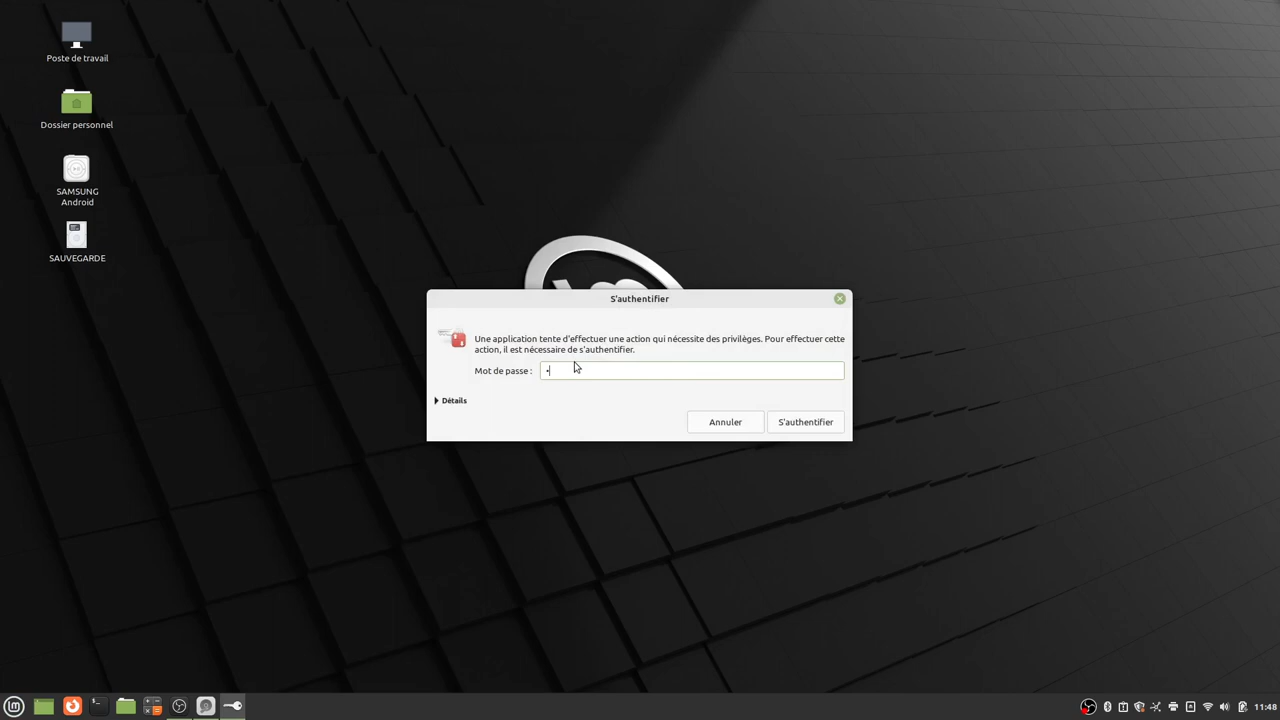 Poste de travail
Dossier personnel
SAMSUNG
Android
SAUVEGARDE
S'authentifier
Une application tente d'effectuer une action qui nécessite des privilèges. Pour effectuer cette
action, il est nécessaire de s'authentifier.
Mot de passe :
Détails
Annuler
S'authentifier
11:48